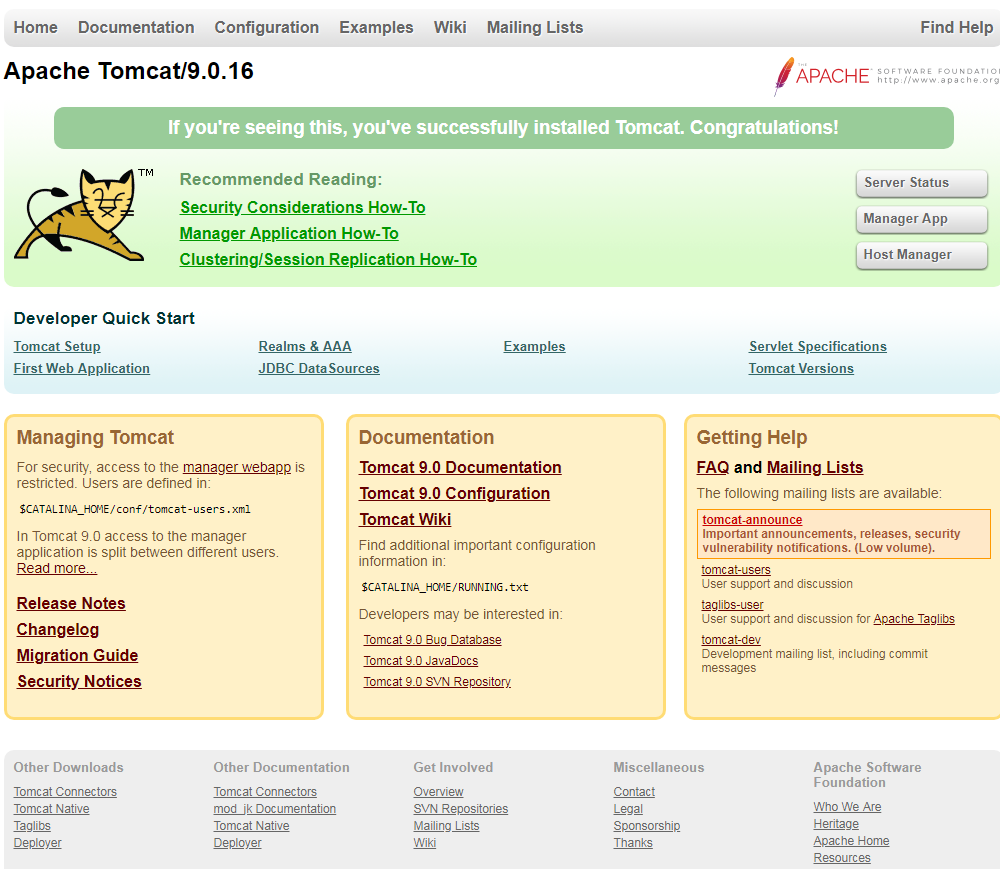 Home Documentation Configuration Examples Wiki Mailing Lists Find Help
Apache Tomcat/9.0.16
THE APACHE SOFTWARE FOUNDATION
http://www.apache.org
If you're seeing this, you've successfully installed Tomcat. Congratulations!
TM
Recommended Reading:
Security Considerations How-To
Manager Application How-To
Clustering/Session Replication How-To
Server Status
Manager App
Host Manager
Developer Quick Start
Tomcat Setup
First Web Application
Realms & AAA
JDBC DataSources
Examples
Servlet Specifications
Tomcat Versions
Managing Tomcat
For security, access to the manager webapp is
restricted. Users are defined in:
$CATALINA_HOME/conf/tomcat-users.xml
In Tomcat 9.0 access to the manager
application is split between different users.
Read more...
Release Notes
Changelog
Migration Guide
Security Notices
Documentation
Tomcat 9.0 Documentation
Tomcat 9.0 Configuration
Tomcat Wiki
Find additional important configuration
information in:
$CATALINA_HOME/RUNNING.txt
Developers may be interested in:
Tomcat 9.0 Bug Database
Tomcat 9.0 JavaDocs
Tomcat 9.0 SVN Repository
Getting Help
FAQ and Mailing Lists
The following mailing lists are available:
tomcat-announce
Important announcements, releases, security
vulnerability notifications. (Low volume).
tomcat-users
User support and discussion
taglibs-user
User support and discussion for Apache Taglibs
tomcat-dev
Development mailing list, including commit
messages
Other Downloads
Tomcat Connectors
Tomcat Native
Taglibs
Deployer
Other Documentation
Tomcat Connectors
mod_jk Documentation
Tomcat Native
Deployer
Get Involved
Overview
SVN Repositories
Mailing Lists
Wiki
Miscellaneous
Contact
Legal
Sponsorship
Thanks
Apache Software
Foundation
Who We Are
Heritage
Apache Home
Resources